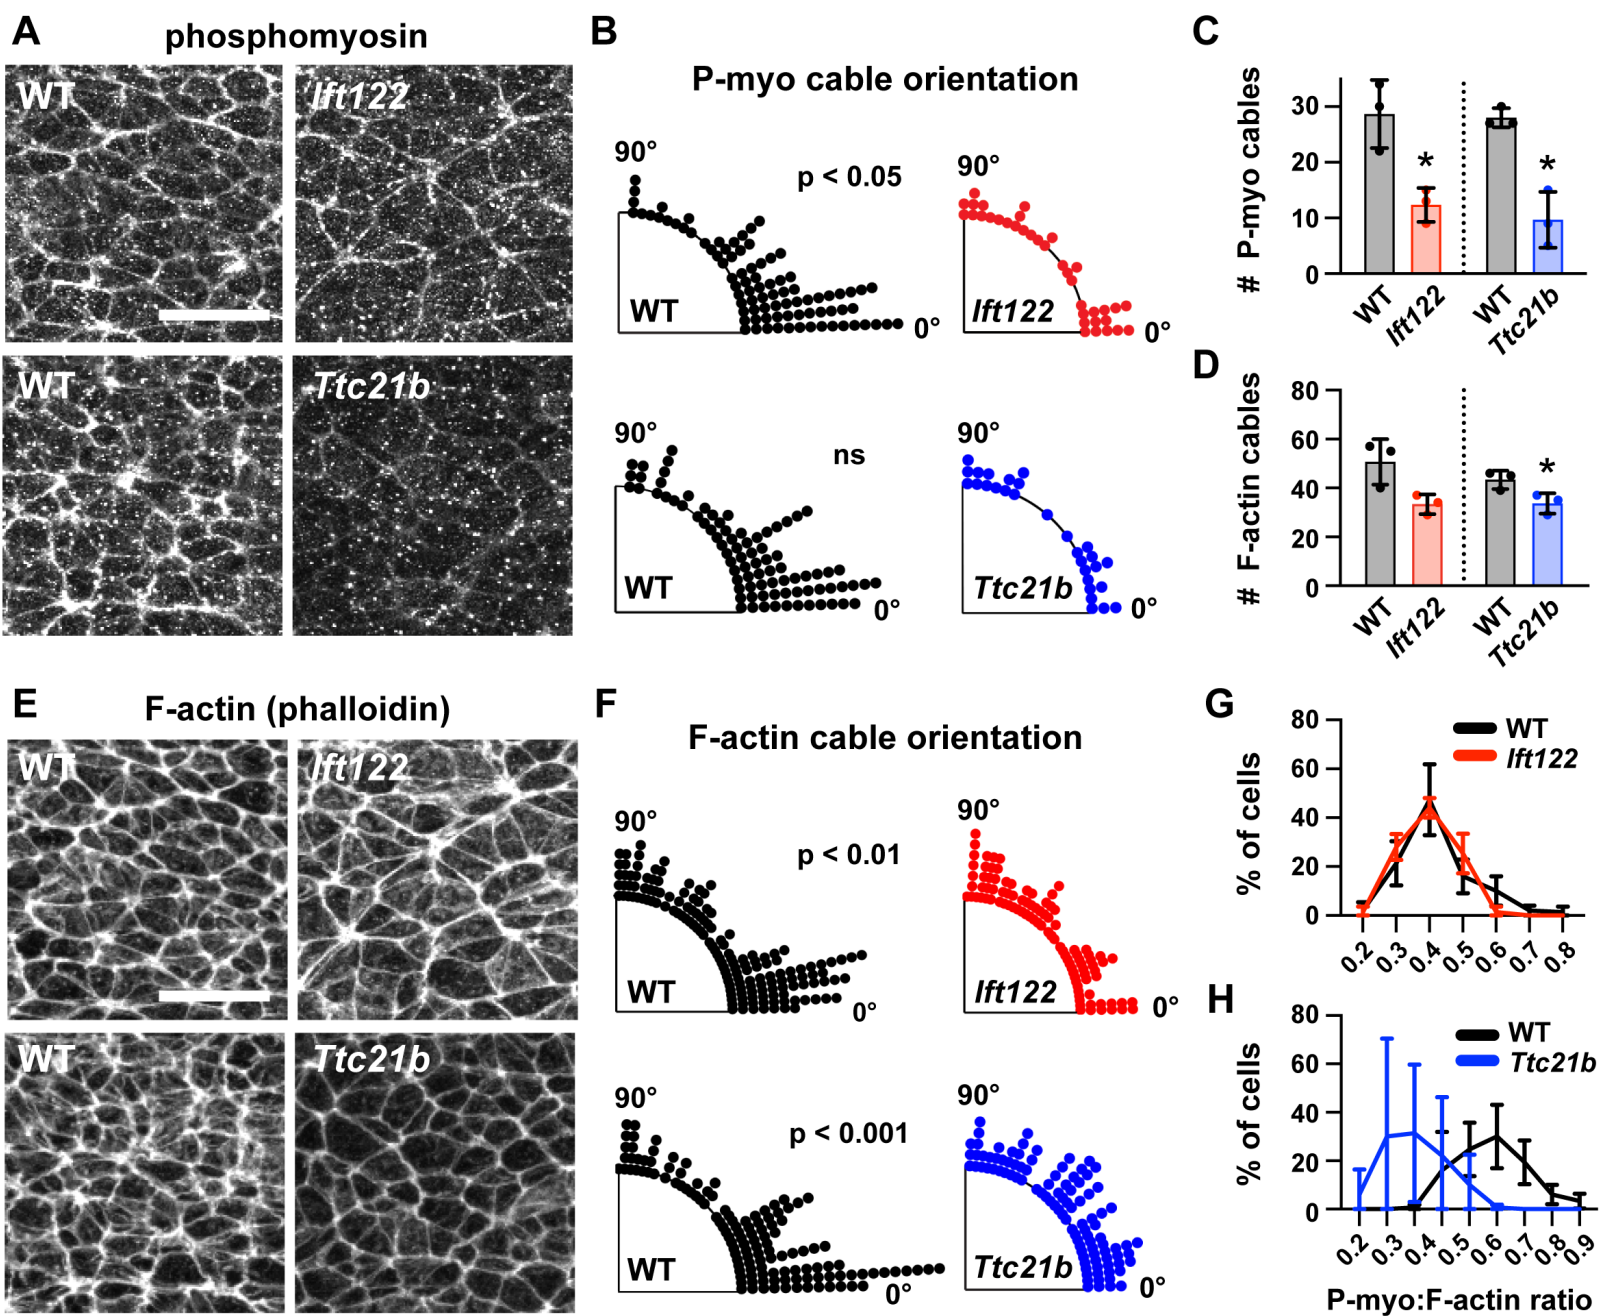 A
phosphomyosin
WT
Ift122
WT
Ttc21b
B
P-myo cable orientation
90°
p < 0.05
WT
0°
90°
Ift122
0°
90°
ns
WT
0°
90°
Ttc21b
0°
C
# P-myo cables
30
20
10
0
WT
Ift122
WT
Ttc21b
*
*
D
# F-actin cables
80
60
40
20
0
WT
Ift122
WT
Ttc21b
*
E
F-actin (phalloidin)
WT
Ift122
WT
Ttc21b
F
F-actin cable orientation
90°
p < 0.01
WT
0°
90°
Ift122
0°
90°
p < 0.001
WT
0°
90°
Ttc21b
0°
G
% of cells
80
60
40
20
0
WT
Ift122
0.2 0.3 0.4 0.5 0.6 0.7 0.8
H
% of cells
80
60
40
20
0
WT
Ttc21b
0.2 0.3 0.4 0.5 0.6 0.7 0.8 0.9
P-myo:F-actin ratio